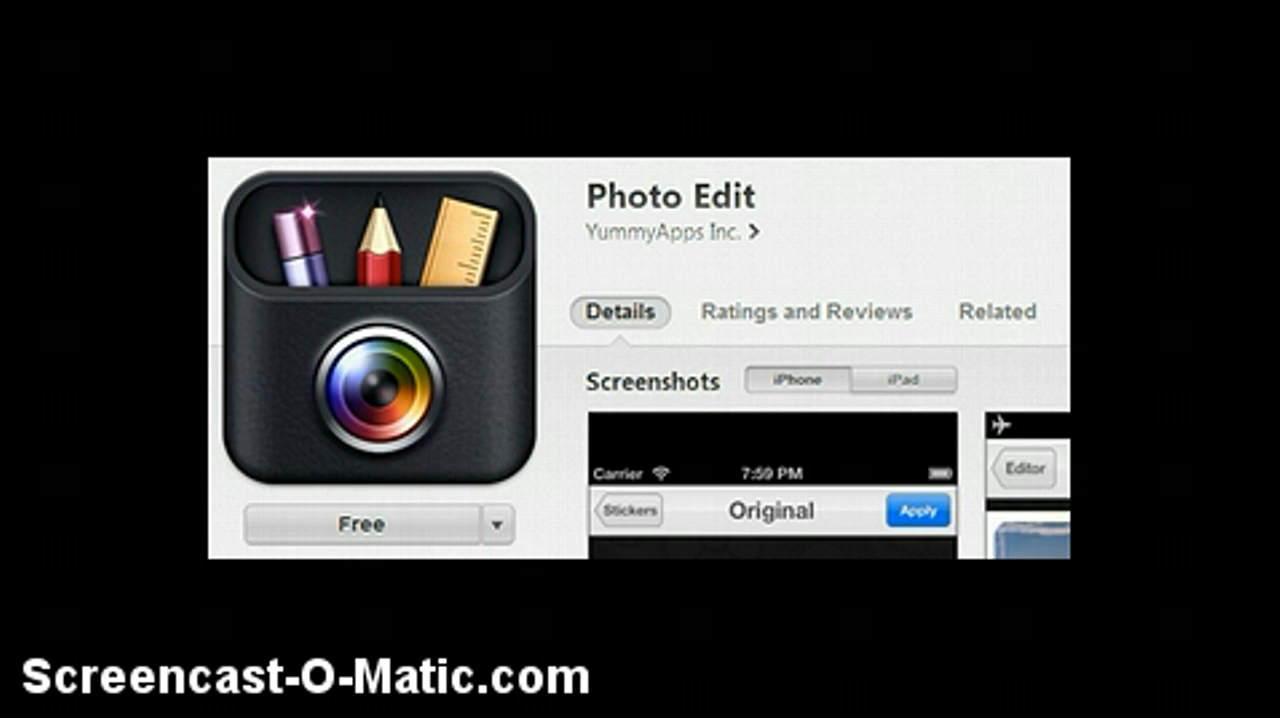 Photo Edit
YummyApps Inc.
Details
Ratings and Reviews
Related
Screenshots
iPhone
iPad
Carrier
7:59 PM
Stickers
Original
Apply
Editor
Free
Screencast-O-Matic.com